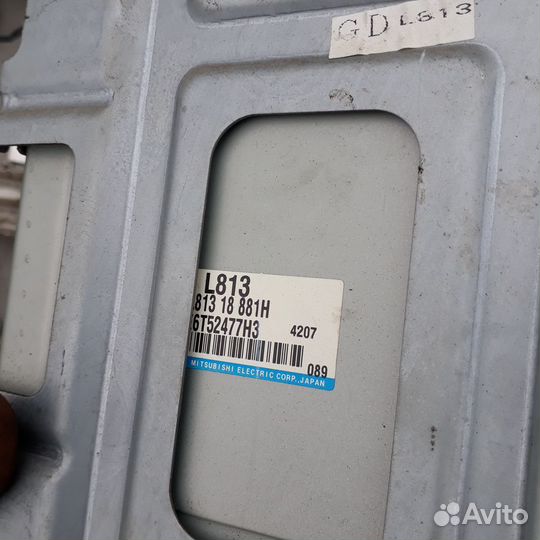 GD L813
L813
813 18 881H
6T52477H3 4207
089
MITSUBISHI ELECTRIC CORP., JAPAN
Avito